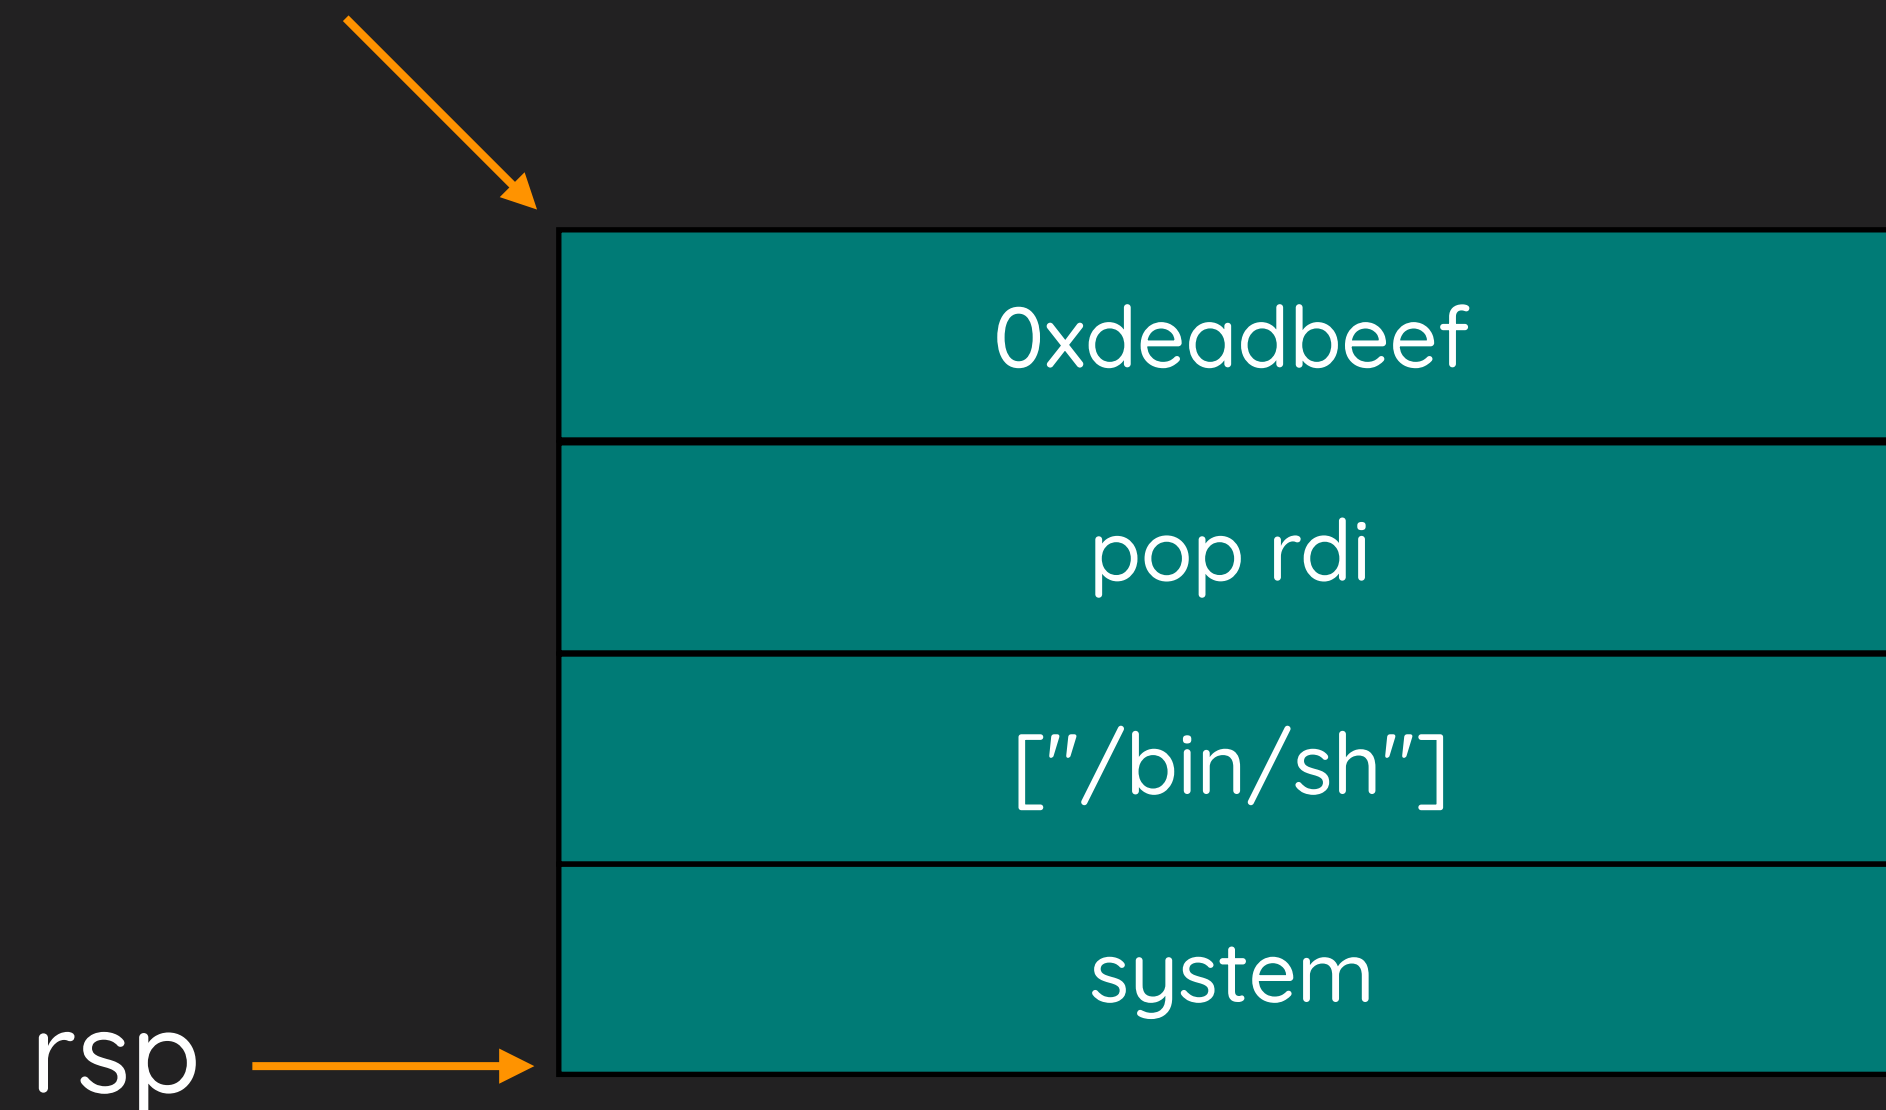 0xdeadbeef
pop rdi
["/bin/sh"]
system
rsp